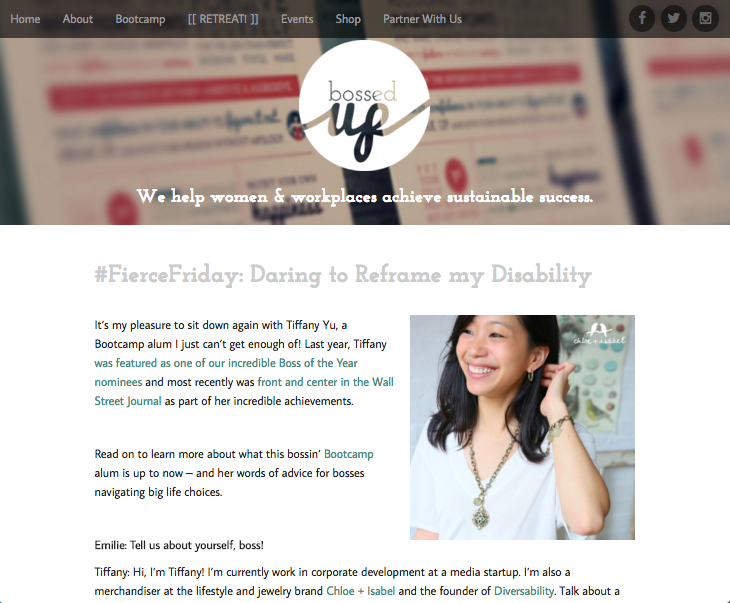 Home About Bootcamp [[ RETREAT! ]] Events Shop Partner With Us
bossed
up
We help women & workplaces achieve sustainable success.
#FierceFriday: Daring to Reframe my Disability
It's my pleasure to sit down again with Tiffany Yu, a
Bootcamp alum I just can't get enough of! Last year, Tiffany
was featured as one of our incredible Boss of the Year
nominees and most recently was front and center in the Wall
Street Journal as part of her incredible achievements.
chloe + isabel
Read on to learn more about what this bossin' Bootcamp
alum is up to now – and her words of advice for bosses
navigating big life choices.
Emilie: Tell us about yourself, boss!
Tiffany: Hi, I'm Tiffany! I'm currently work in corporate development at a media startup. I'm also a
merchandiser at the lifestyle and jewelry brand Chloe + Isabel and the founder of Diversability. Talk about a